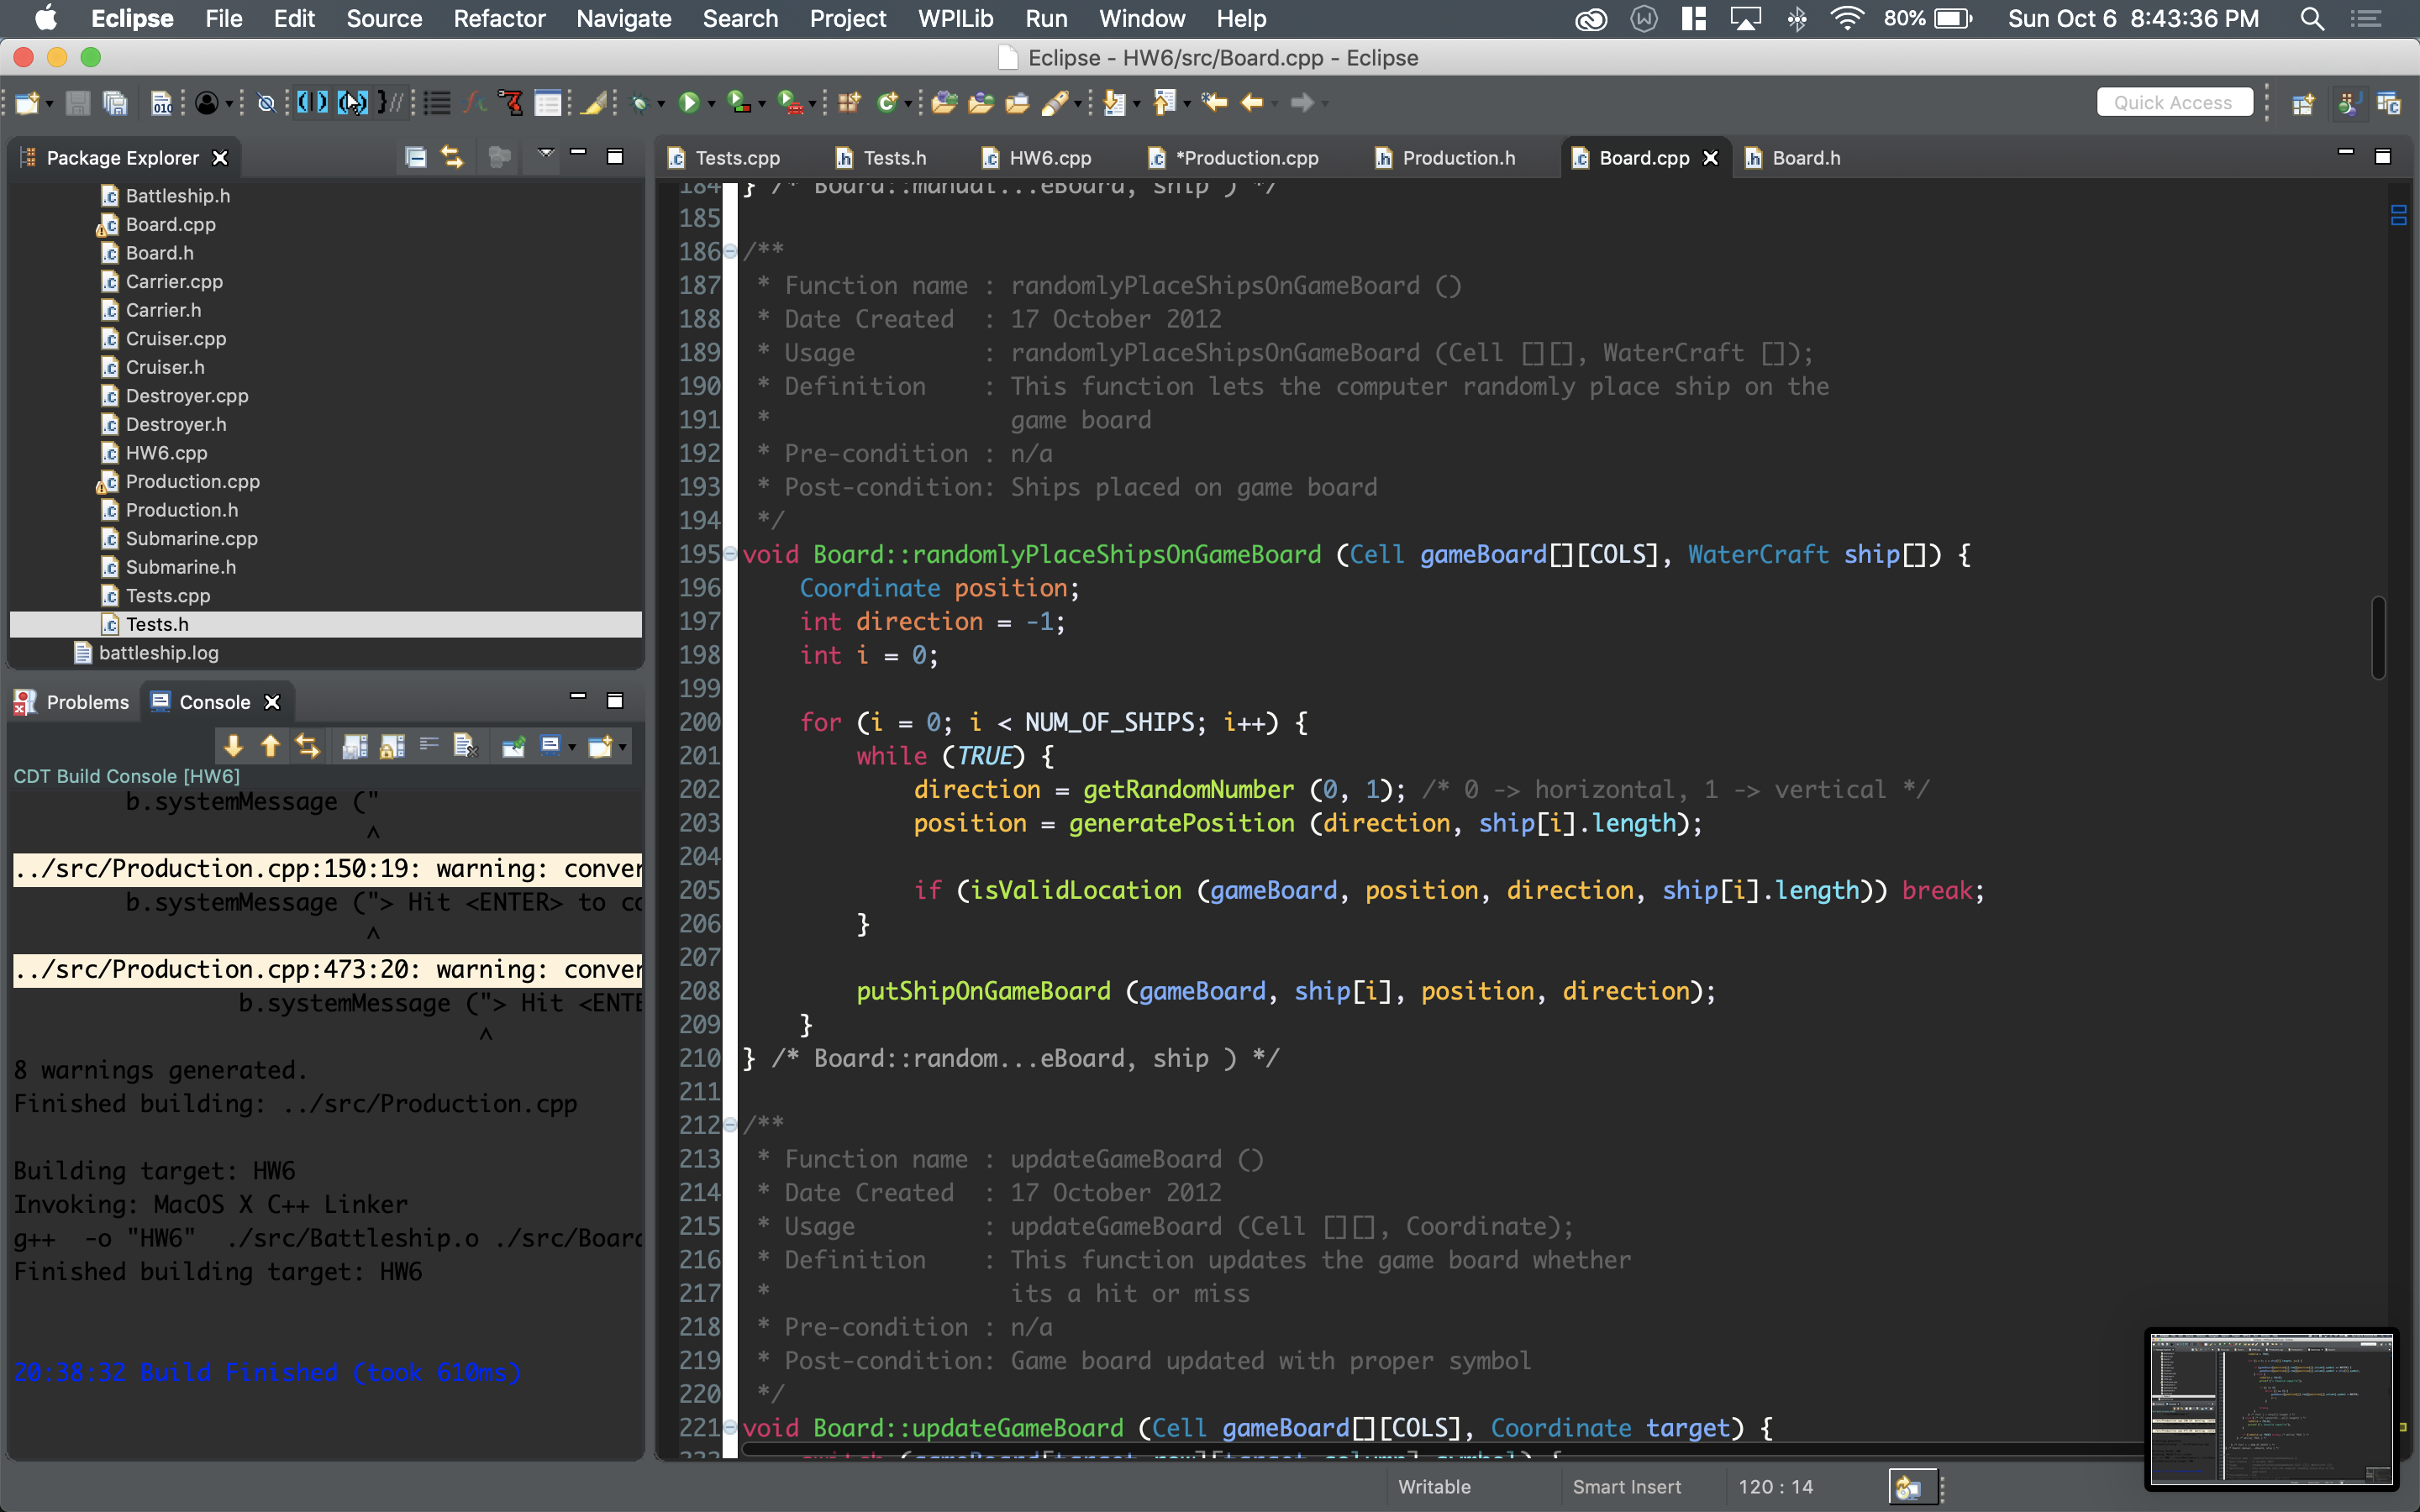 Eclipse File Edit Source Refactor Navigate Search Project WPILib Run Window Help 80% Sun Oct 6 8:43:36 PM
Eclipse - HW6/src/Board.cpp - Eclipse
Quick Access
Package Explorer
Battleship.h
Board.cpp
Board.h
Carrier.cpp
Carrier.h
Cruiser.cpp
Cruiser.h
Destroyer.cpp
Destroyer.h
HW6.cpp
Production.cpp
Production.h
Submarine.cpp
Submarine.h
Tests.cpp
Tests.h
battleship.log
Problems Console
CDT Build Console [HW6]
b.systemMessage ("
^
../src/Production.cpp:150:19: warning: conver
b.systemMessage ("> Hit <ENTER> to co
^
../src/Production.cpp:473:20: warning: conver
b.systemMessage ("> Hit <ENTE
^
8 warnings generated.
Finished building: ../src/Production.cpp
Building target: HW6
Invoking: MacOS X C++ Linker
g++ -o "HW6" ./src/Battleship.o ./src/Boar
Finished building target: HW6
20:38:32 Build Finished (took 610ms)
Tests.cpp Tests.h HW6.cpp *Production.cpp Production.h Board.cpp Board.h
184 } /* Board::manual...eBoard, ship ) */
185
186 /**
187 * Function name : randomlyPlaceShipsOnGameBoard ()
188 * Date Created : 17 October 2012
189 * Usage : randomlyPlaceShipsOnGameBoard (Cell [][], WaterCraft []);
190 * Definition : This function lets the computer randomly place ship on the
191 * game board
192 * Pre-condition : n/a
193 * Post-condition: Ships placed on game board
194 */
195 void Board::randomlyPlaceShipsOnGameBoard (Cell gameBoard[][COLS], WaterCraft ship[]) {
196 Coordinate position;
197 int direction = -1;
198 int i = 0;
199
200 for (i = 0; i < NUM_OF_SHIPS; i++) {
201 while (TRUE) {
202 direction = getRandomNumber (0, 1); /* 0 -> horizontal, 1 -> vertical */
203 position = generatePosition (direction, ship[i].length);
204
205 if (isValidLocation (gameBoard, position, direction, ship[i].length)) break;
206 }
207
208 putShipOnGameBoard (gameBoard, ship[i], position, direction);
209 }
210 } /* Board::random...eBoard, ship ) */
211
212 /**
213 * Function name : updateGameBoard ()
214 * Date Created : 17 October 2012
215 * Usage : updateGameBoard (Cell [][], Coordinate);
216 * Definition : This function updates the game board whether
217 * its a hit or miss
218 * Pre-condition : n/a
219 * Post-condition: Game board updated with proper symbol
220 */
221 void Board::updateGameBoard (Cell gameBoard[][COLS], Coordinate target) {
222 switch (gameBoard[target.row][target.column].symbol) {
Writable Smart Insert 120 : 14